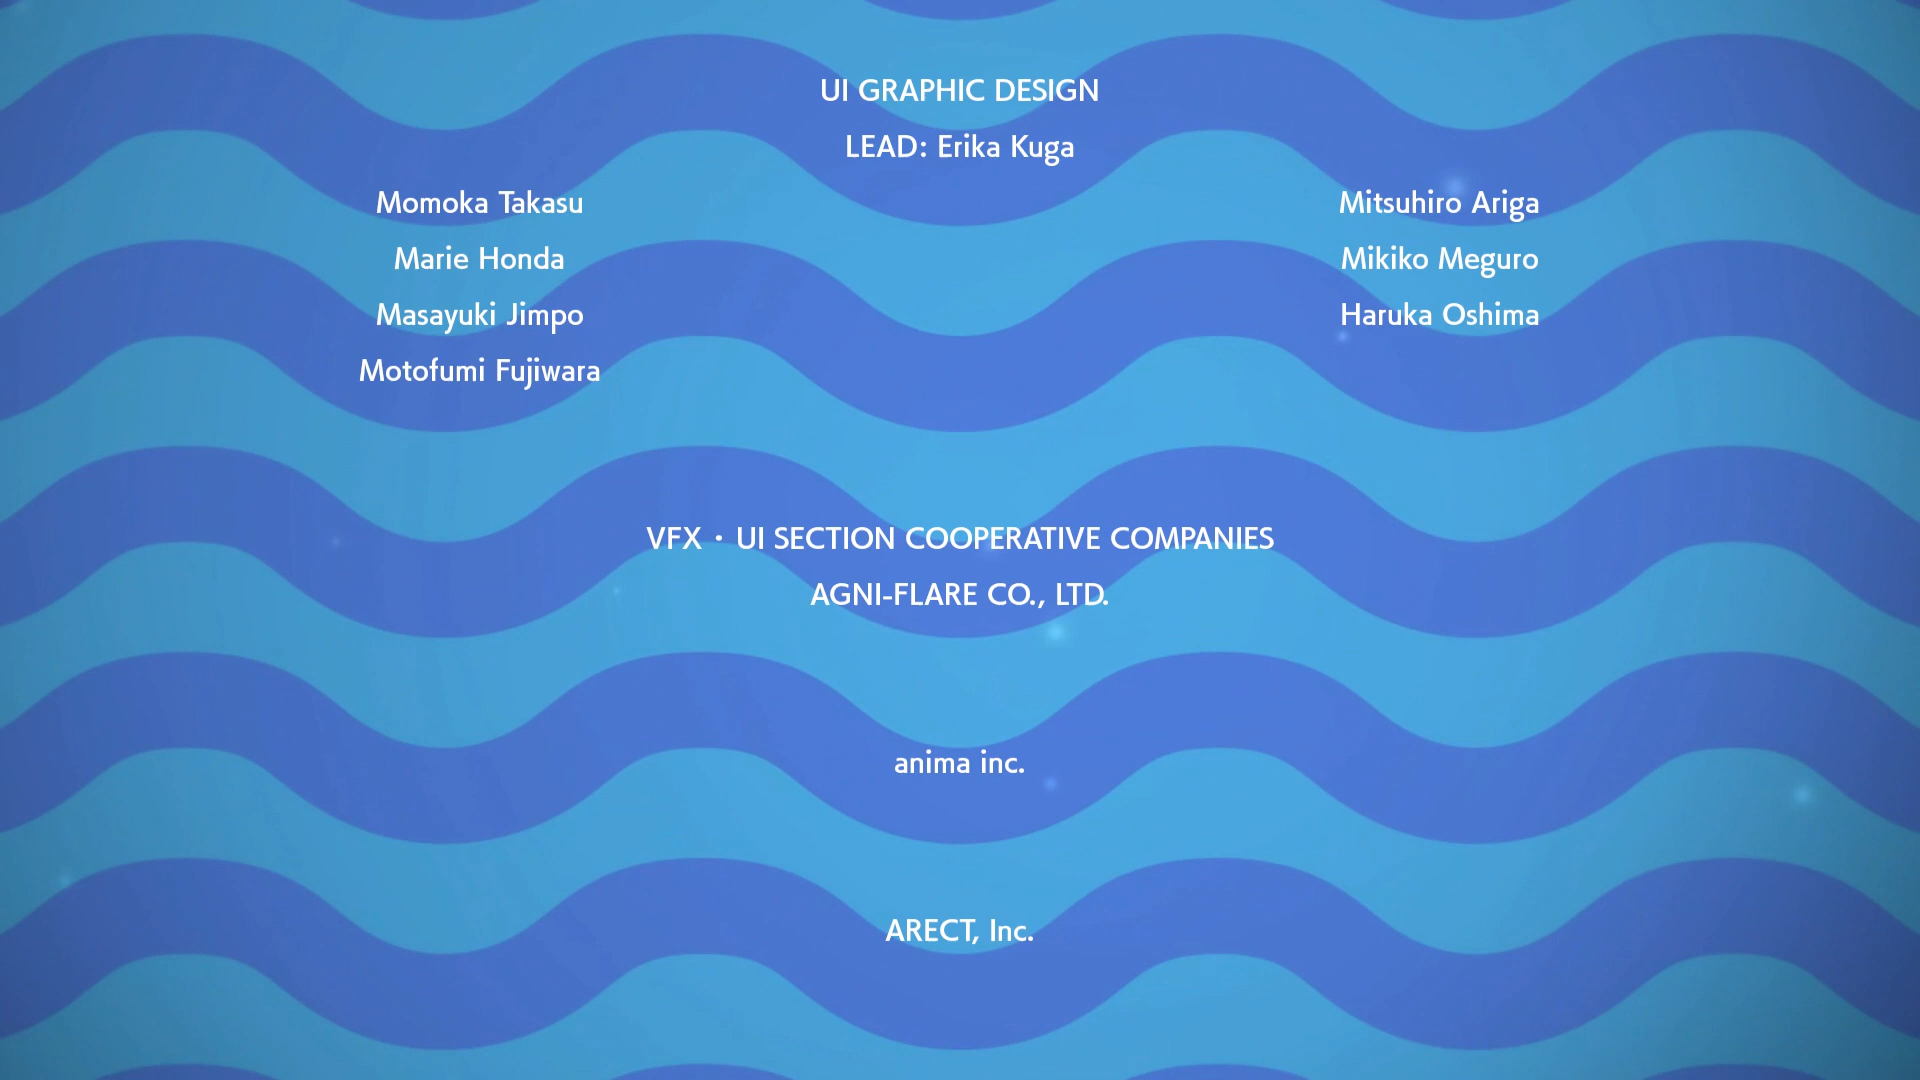 UI GRAPHIC DESIGN
LEAD: Erika Kuga
Momoka Takasu Mitsuhiro Ariga
Marie Honda Mikiko Meguro
Masayuki Jimpo Haruka Oshima
Motofumi Fujiwara
VFX・UI SECTION COOPERATIVE COMPANIES
AGNI-FLARE CO., LTD.
anima inc.
ARECT, Inc.